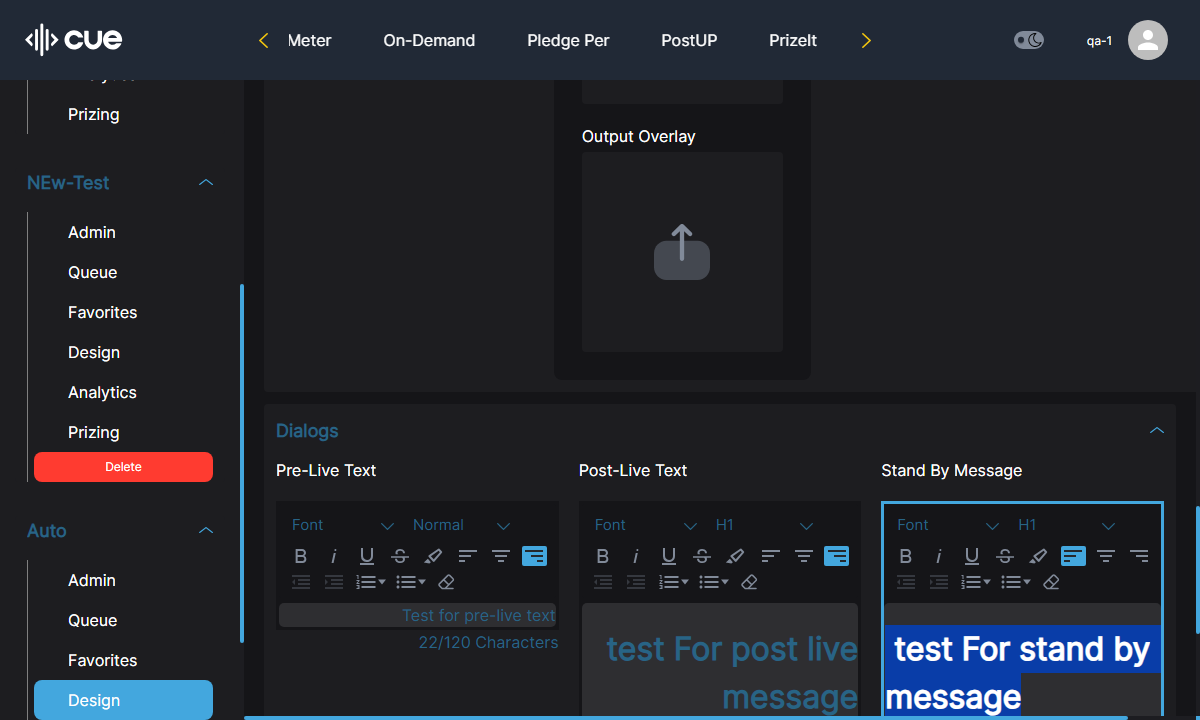 cue
Meter
On-Demand
Pledge Per
PostUP
PrizeIt
qa-1
Prizing
NEw-Test
Admin
Queue
Favorites
Design
Analytics
Prizing
Delete
Auto
Admin
Queue
Favorites
Design
Output Overlay
Dialogs
Pre-Live Text
Font
Normal
Test for pre-live text
22/120 Characters
Post-Live Text
Font
H1
test For post live
message
Stand By Message
Font
H1
test For stand by
message